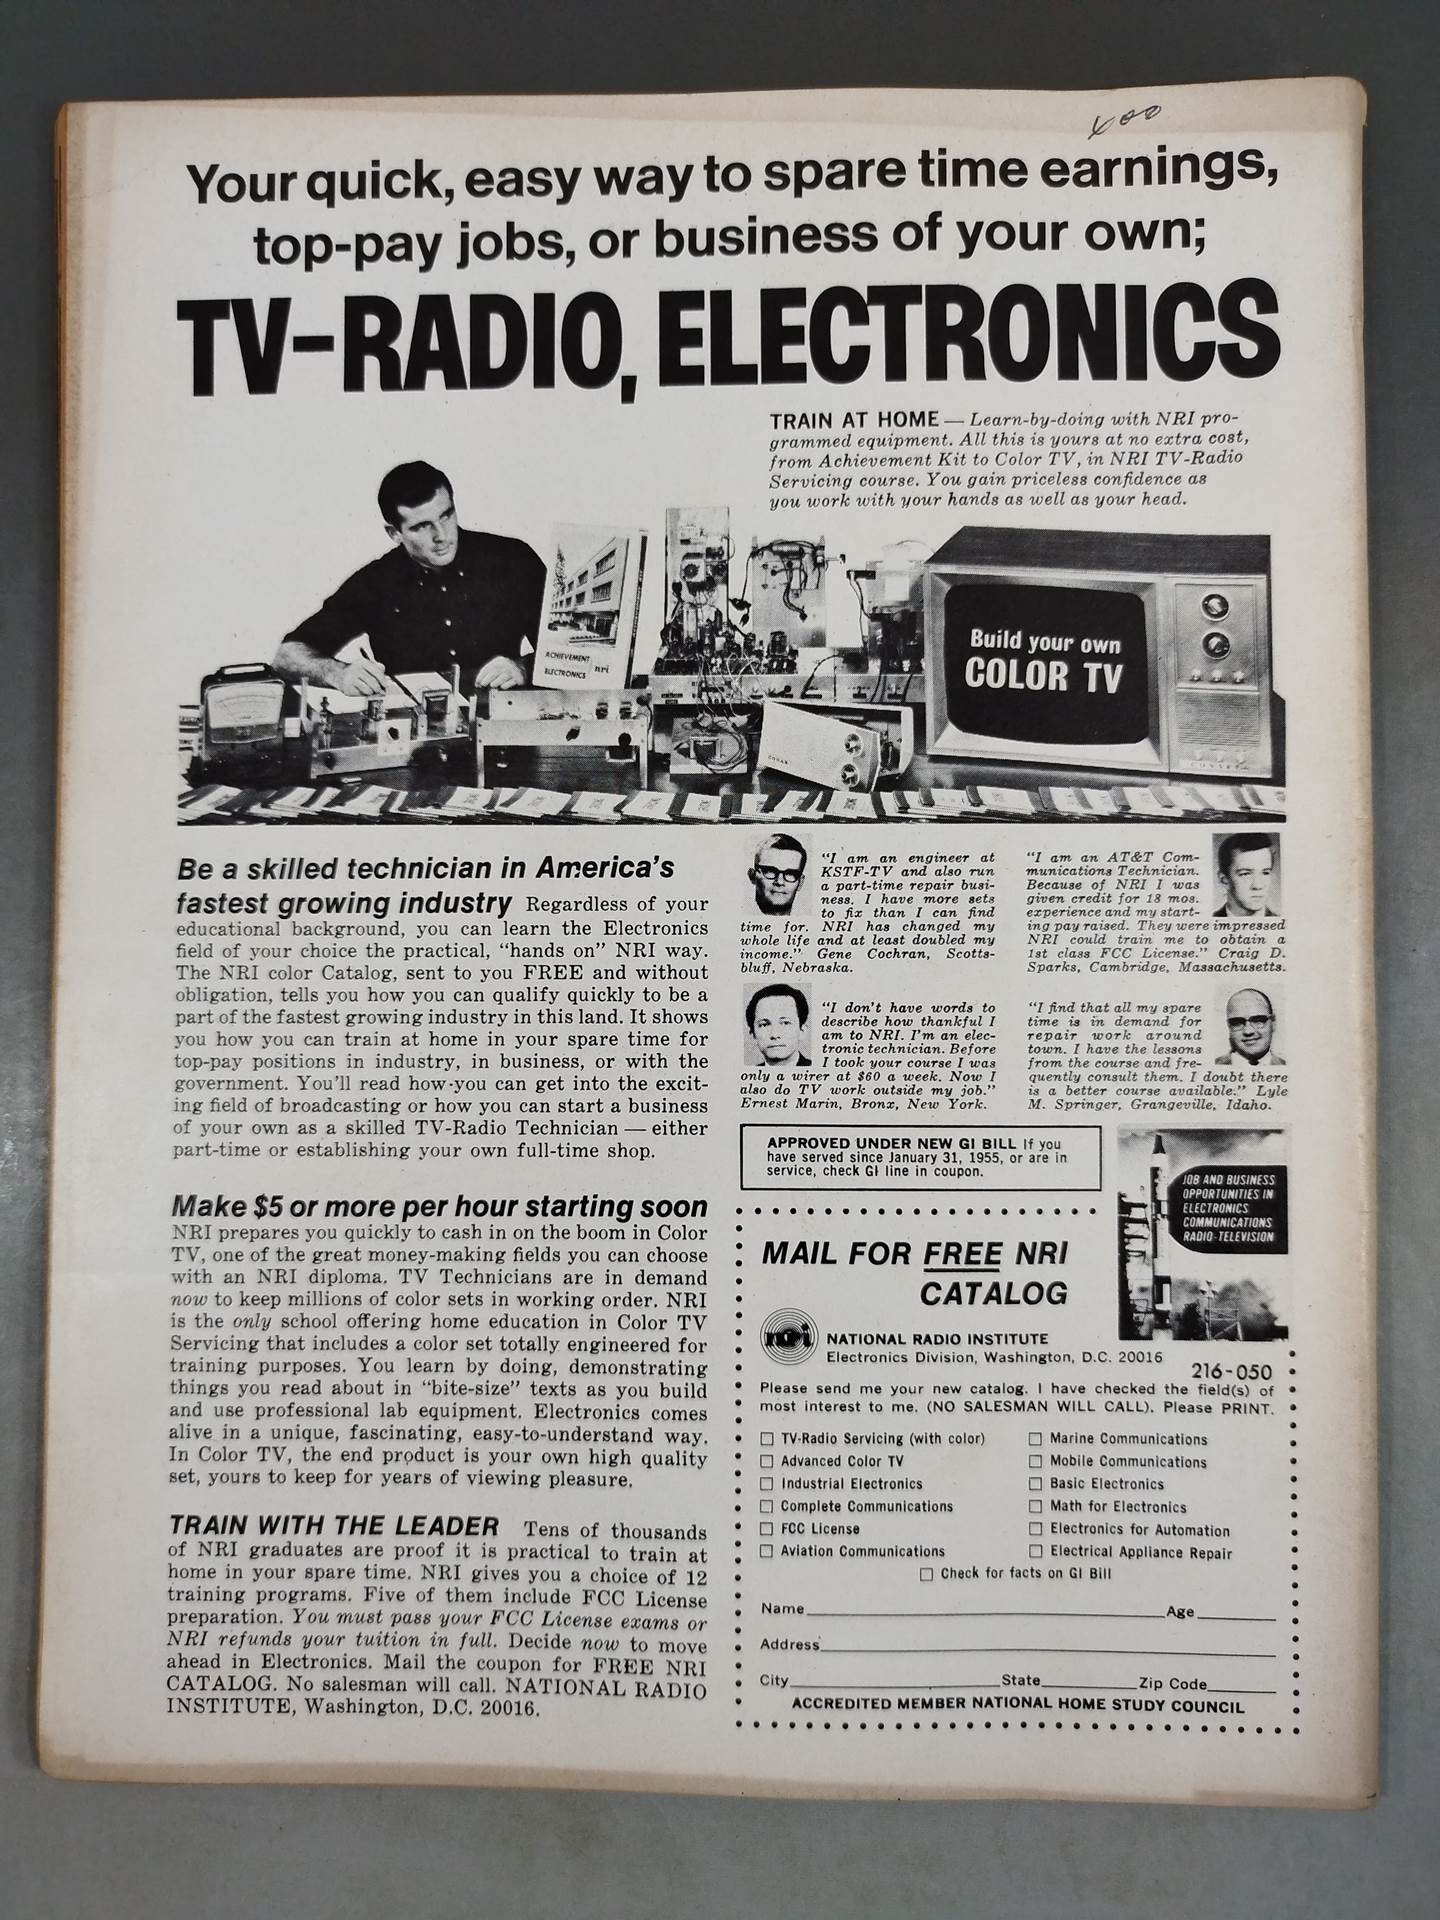 400
Your quick, easy way to spare time earnings,
top-pay jobs, or business of your own;
TV-RADIO, ELECTRONICS
TRAIN AT HOME — Learn-by-doing with NRI pro-
grammed equipment. All this is yours at no extra cost,
from Achievement Kit to Color TV, in NRI TV-Radio
Servicing course. You gain priceless confidence as
you work with your hands as well as your head.
ACHIEVEMENT
ELECTRONICS nri
Build your own
COLOR TV
CONAR
CONAR
Be a skilled technician in America's
fastest growing industry Regardless of your
educational background, you can learn the Electronics
field of your choice the practical, "hands on" NRI way.
The NRI color Catalog, sent to you FREE and without
obligation, tells you how you can qualify quickly to be a
part of the fastest growing industry in this land. It shows
you how you can train at home in your spare time for
top-pay positions in industry, in business, or with the
government. You'll read how you can get into the excit-
ing field of broadcasting or how you can start a business
of your own as a skilled TV-Radio Technician — either
part-time or establishing your own full-time shop.
Make $5 or more per hour starting soon
NRI prepares you quickly to cash in on the boom in Color
TV, one of the great money-making fields you can choose
with an NRI diploma. TV Technicians are in demand
now to keep millions of color sets in working order. NRI
is the only school offering home education in Color TV
Servicing that includes a color set totally engineered for
training purposes. You learn by doing, demonstrating
things you read about in "bite-size" texts as you build
and use professional lab equipment. Electronics comes
alive in a unique, fascinating, easy-to-understand way.
In Color TV, the end product is your own high quality
set, yours to keep for years of viewing pleasure.
TRAIN WITH THE LEADER Tens of thousands
of NRI graduates are proof it is practical to train at
home in your spare time. NRI gives you a choice of 12
training programs. Five of them include FCC License
preparation. You must pass your FCC License exams or
NRI refunds your tuition in full. Decide now to move
ahead in Electronics. Mail the coupon for FREE NRI
CATALOG. No salesman will call. NATIONAL RADIO
INSTITUTE, Washington, D.C. 20016.
"I am an engineer at
KSTF-TV and also run
a part-time repair busi-
ness. I have more sets
to fix than I can find
time for. NRI has changed my
whole life and at least doubled my
income." Gene Cochran, Scotts-
bluff, Nebraska.
"I am an AT&T Com-
munications Technician.
Because of NRI I was
given credit for 18 mos.
experience and my start-
ing pay raised. They were impressed
NRI could train me to obtain a
1st class FCC License." Craig D.
Sparks, Cambridge, Massachusetts.
"I don't have words to
describe how thankful I
am to NRI. I'm an elec-
tronic technician. Before
I took your course I was
only a wirer at $60 a week. Now I
also do TV work outside my job."
Ernest Marin, Bronx, New York.
"I find that all my spare
time is in demand for
repair work around
town. I have the lessons
from the course and fre-
quently consult them. I doubt there
is a better course available." Lyle
M. Springer, Grangeville, Idaho.
APPROVED UNDER NEW GI BILL If you
have served since January 31, 1955, or are in
service, check GI line in coupon.
JOB AND BUSINESS
OPPORTUNITIES IN
ELECTRONICS
COMMUNICATIONS
RADIO-TELEVISION
MAIL FOR FREE NRI
CATALOG
nri NATIONAL RADIO INSTITUTE
Electronics Division, Washington, D.C. 20016
216-050
Please send me your new catalog. I have checked the field(s) of
most interest to me. (NO SALESMAN WILL CALL). Please PRINT.
☐ TV-Radio Servicing (with color) ☐ Marine Communications
☐ Advanced Color TV ☐ Mobile Communications
☐ Industrial Electronics ☐ Basic Electronics
☐ Complete Communications ☐ Math for Electronics
☐ FCC License ☐ Electronics for Automation
☐ Aviation Communications ☐ Electrical Appliance Repair
☐ Check for facts on GI Bill
Name Age
Address
City State Zip Code
ACCREDITED MEMBER NATIONAL HOME STUDY COUNCIL